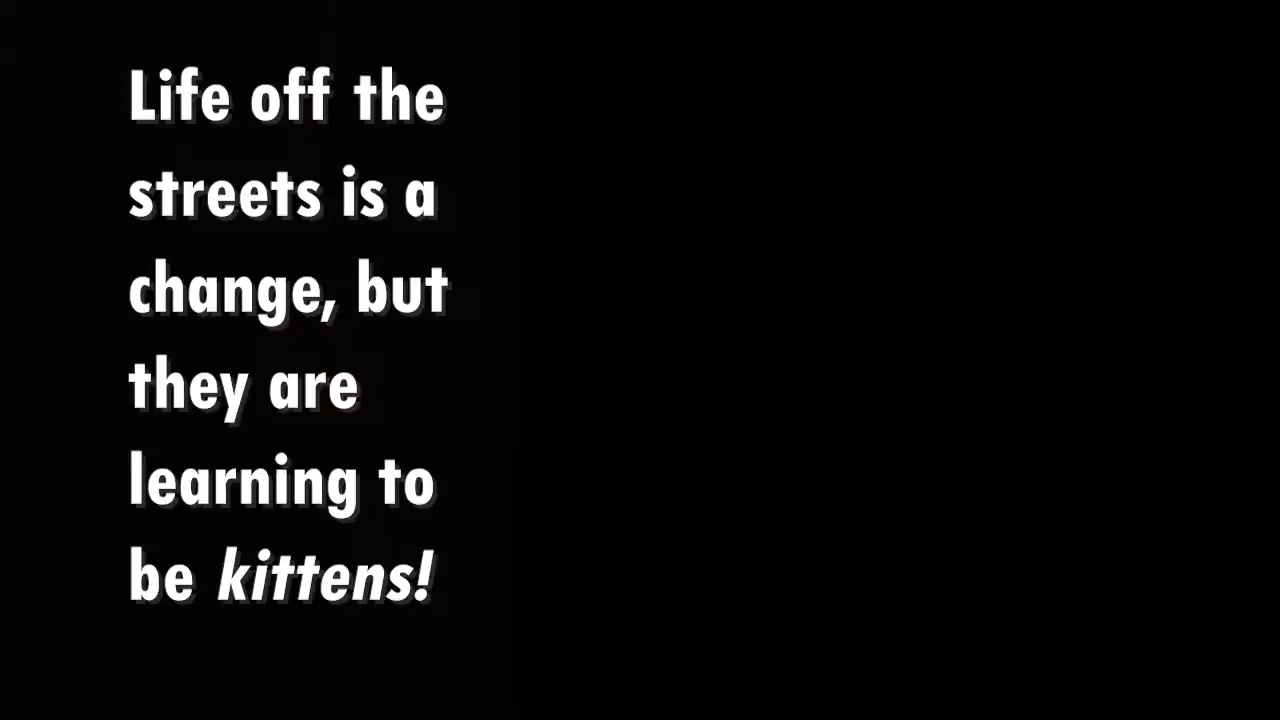 Life off the
streets is a
change, but
they are
learning to
be kittens!